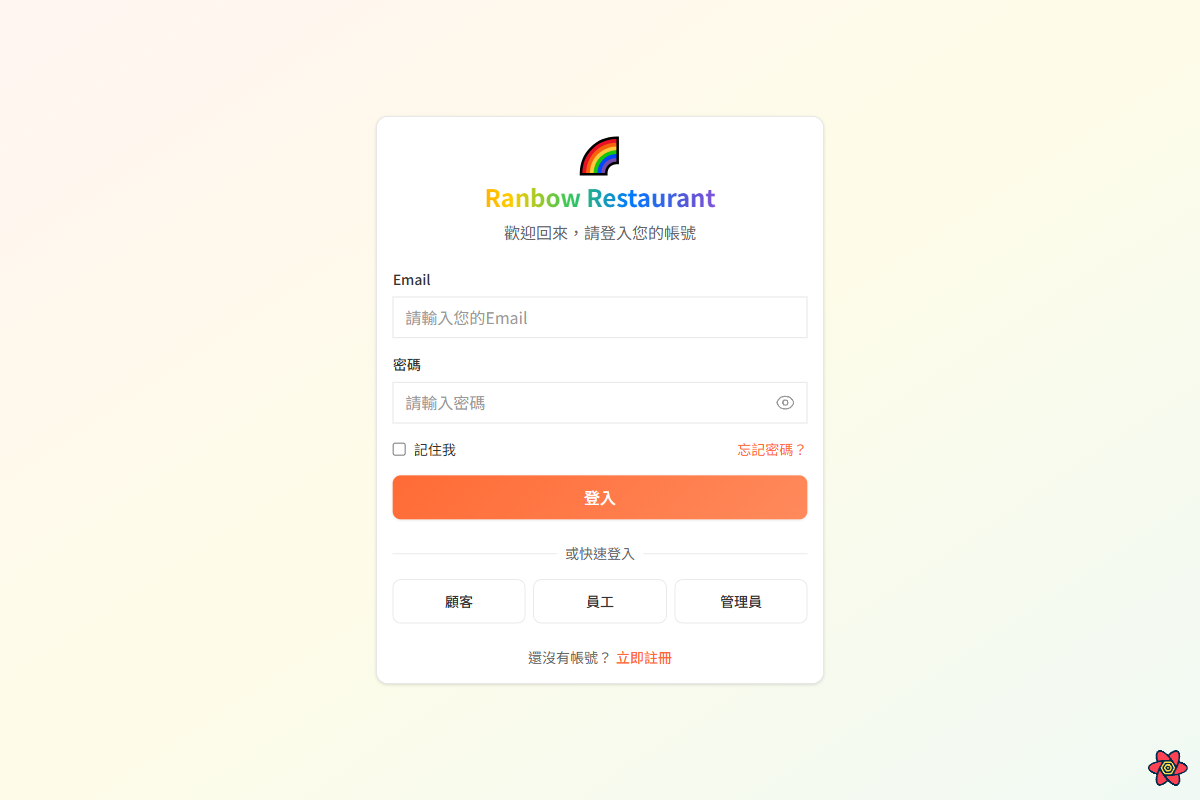 Ranbow Restaurant
歡迎回來，請登入您的帳號
Email
請輸入您的Email
密碼
請輸入密碼
記住我 忘記密碼？
登入
或快速登入
顧客 員工 管理員
還沒有帳號？ 立即註冊